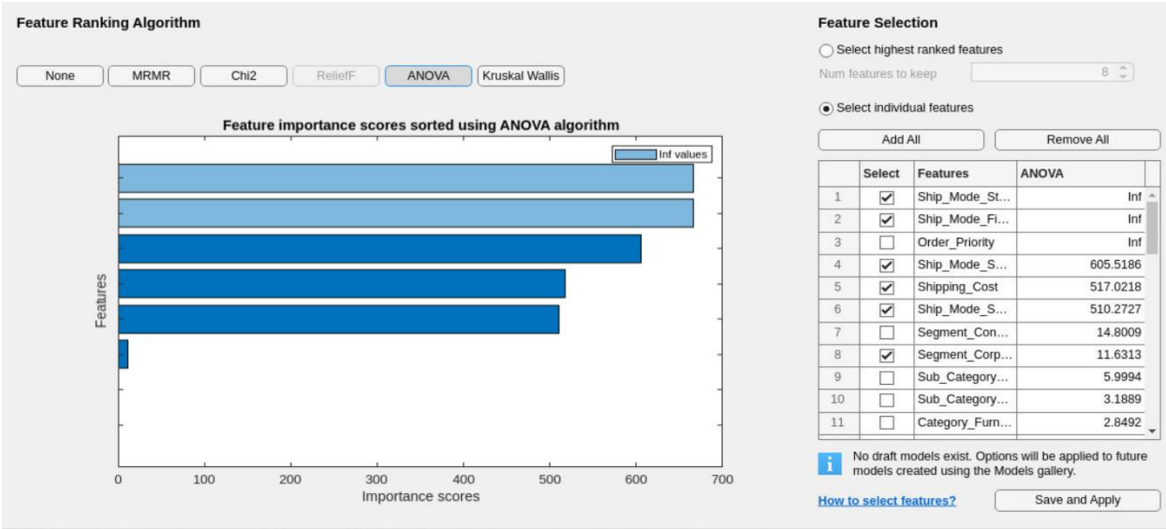 Feature Ranking Algorithm
None MRMR Chi2 ReliefF ANOVA Kruskal Wallis
Feature importance scores sorted using ANOVA algorithm
Inf values
Features
0 100 200 300 400 500 600 700
Importance scores
Feature Selection
Select highest ranked features
Num features to keep 8
Select individual features
Add All Remove All
Select Features ANOVA
1 Ship_Mode_St... Inf
2 Ship_Mode_Fi... Inf
3 Order_Priority Inf
4 Ship_Mode_S... 605.5186
5 Shipping_Cost 517.0218
6 Ship_Mode_S... 510.2727
7 Segment_Con... 14.8009
8 Segment_Corp... 11.6313
9 Sub_Category... 5.9994
10 Sub_Category... 3.1889
11 Category_Furn... 2.8492
i
No draft models exist. Options will be applied to future
models created using the Models gallery.
How to select features? Save and Apply